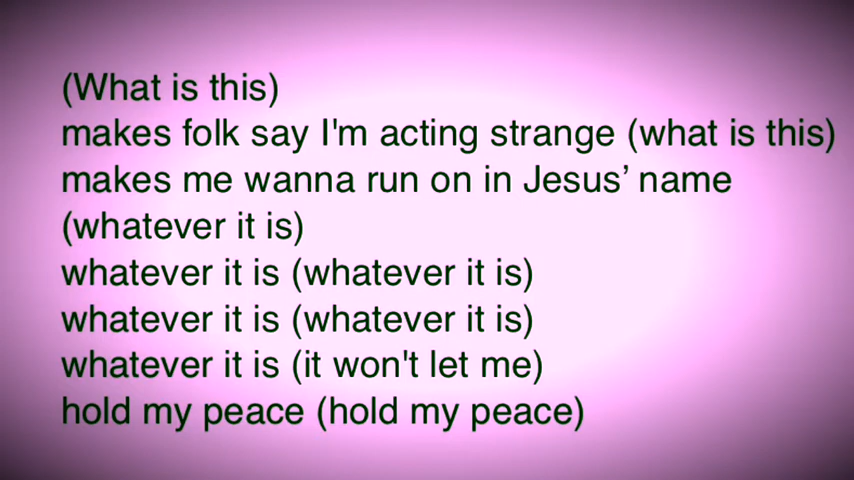 (What is this)
makes folk say I'm acting strange (what is this)
makes me wanna run on in Jesus’ name
(whatever it is)
whatever it is (whatever it is)
whatever it is (whatever it is)
whatever it is (it won't let me)
hold my peace (hold my peace)